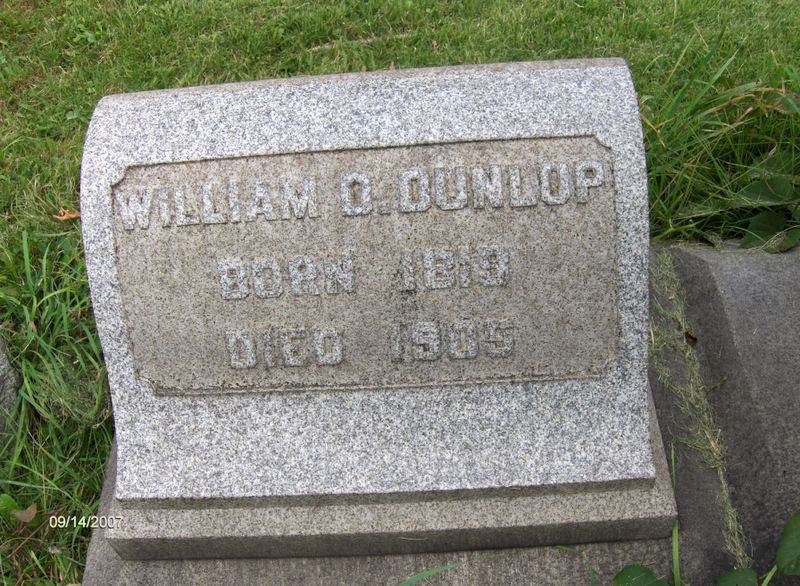 WILLIAM D. DUNLOP
BORN 1819
DIED 1905
09/14/2007